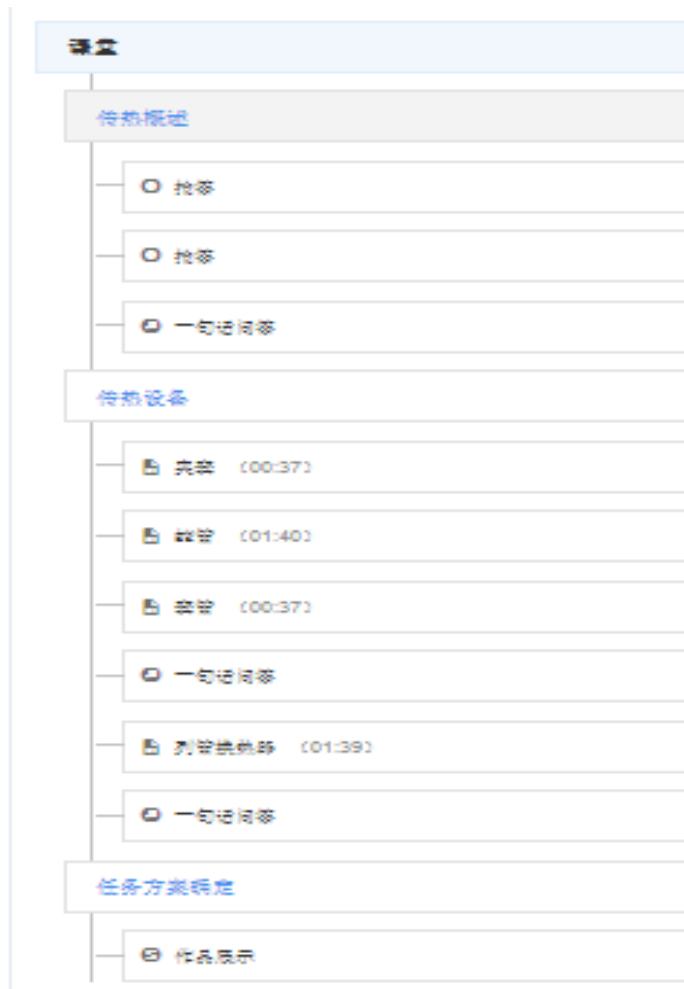 课堂
传热概述
抢答
抢答
一句话问答
传热设备
夹套 (00:37)
蛇管 (01:40)
套管 (00:37)
一句话问答
列管换热器 (01:39)
一句话问答
任务方案确定
作品展示